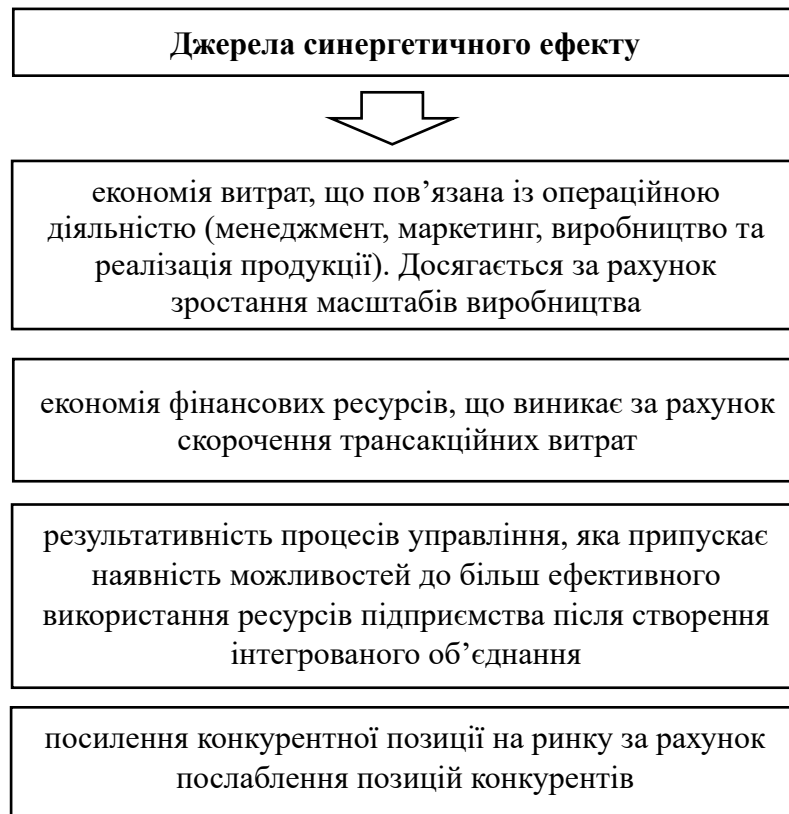 Джерела синергетичного ефекту
економія витрат, що пов’язана із операційною
діяльністю (менеджмент, маркетинг, виробництво та
реалізація продукції). Досягається за рахунок
зростання масштабів виробництва
економія фінансових ресурсів, що виникає за рахунок
скорочення трансакційних витрат
результативність процесів управління, яка припускає
наявність можливостей до більш ефективного
використання ресурсів підприємства після створення
інтегрованого об’єднання
посилення конкурентної позиції на ринку за рахунок
послаблення позицій конкурентів